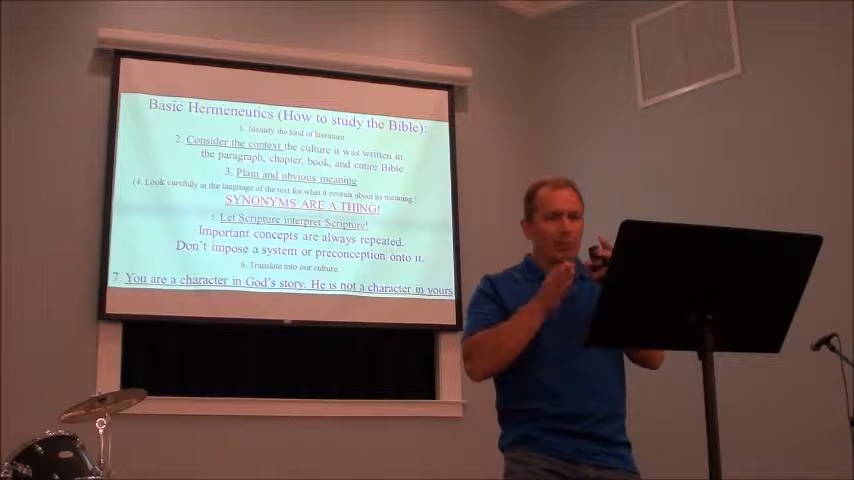 Basic Hermeneutics (How to study the Bible):
1. Identify the kind of literature
2. Consider the context the culture it was written in
the paragraph, chapter, book, and entire Bible
3. Plain and obvious meaning
(4. Look carefully at the language of the text for what it reveals about its meaning.)
SYNONYMS ARE A THING!
5. Let Scripture interpret Scripture!
Important concepts are always repeated.
Don't impose a system or preconception onto it.
6. Translate into our culture.
7. You are a character in God's story. He is not a character in yours